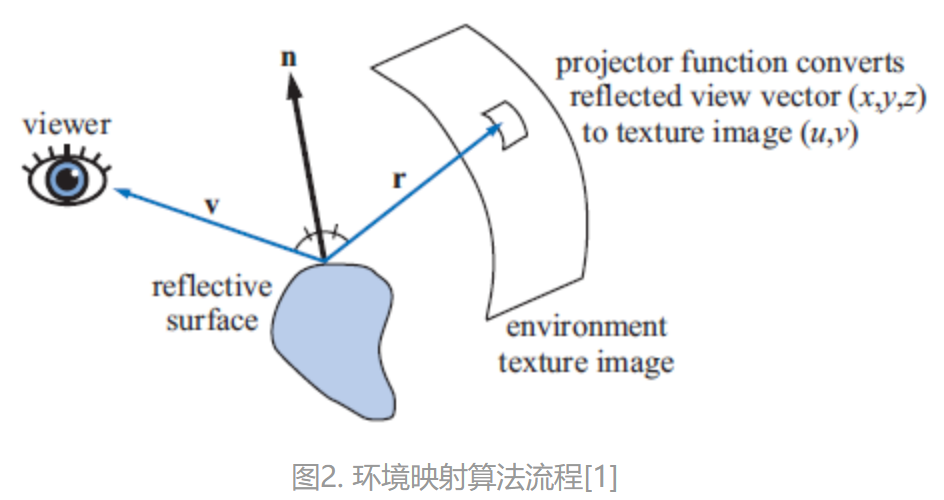 n
projector function converts
reflected view vector (x,y,z)
to texture image (u,v)
viewer
r
v
reflective
surface
environment
texture image
图2. 环境映射算法流程[1]